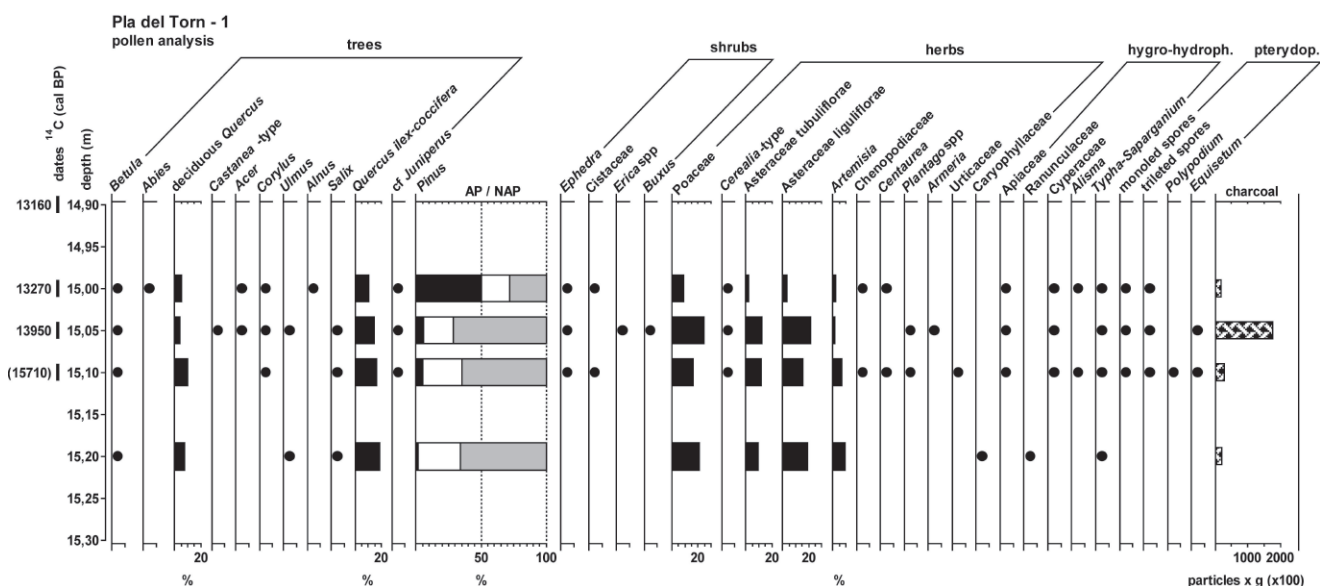 Pla del Torn - 1
pollen analysis
trees
shrubs
herbs
hygro-hydroph.
pterydop.
dates ¹⁴C (cal BP)
depth (m)
Betula
Abies
deciduous Quercus
Castanea -type
Acer
Corylus
Ulmus
Alnus
Salix
Quercus ilex-coccifera
cf Juniperus
Pinus
AP / NAP
Ephedra
Cistaceae
Erica spp
Buxus
Poaceae
Cerealia-type
Asteraceae tubuliflorae
Asteraceae liguliflorae
Artemisia
Chenopodiaceae
Centaurea
Plantago spp
Armeria
Urticaceae
Caryophyllaceae
Apiaceae
Ranunculaceae
Cyperaceae
Alisma
Typha-Saparganium
monoled spores
trileted spores
Polypodium
Equisetum
charcoal
13160 14,90
14,95
13270 15,00
13950 15,05
(15710) 15,10
15,15
15,20
15,25
15,30
20 20 50 100 20 20 20 1000 2000
% % % % particles x g (x100)